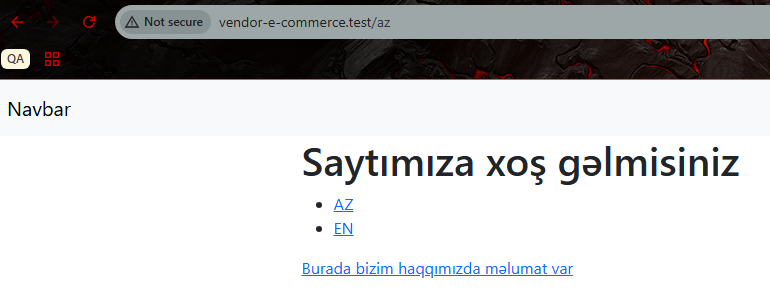 Not secure vendor-e-commerce.test/az
QA
Navbar
Saytımıza xoş gəlmisiniz
AZ
EN
Burada bizim haqqımızda məlumat var